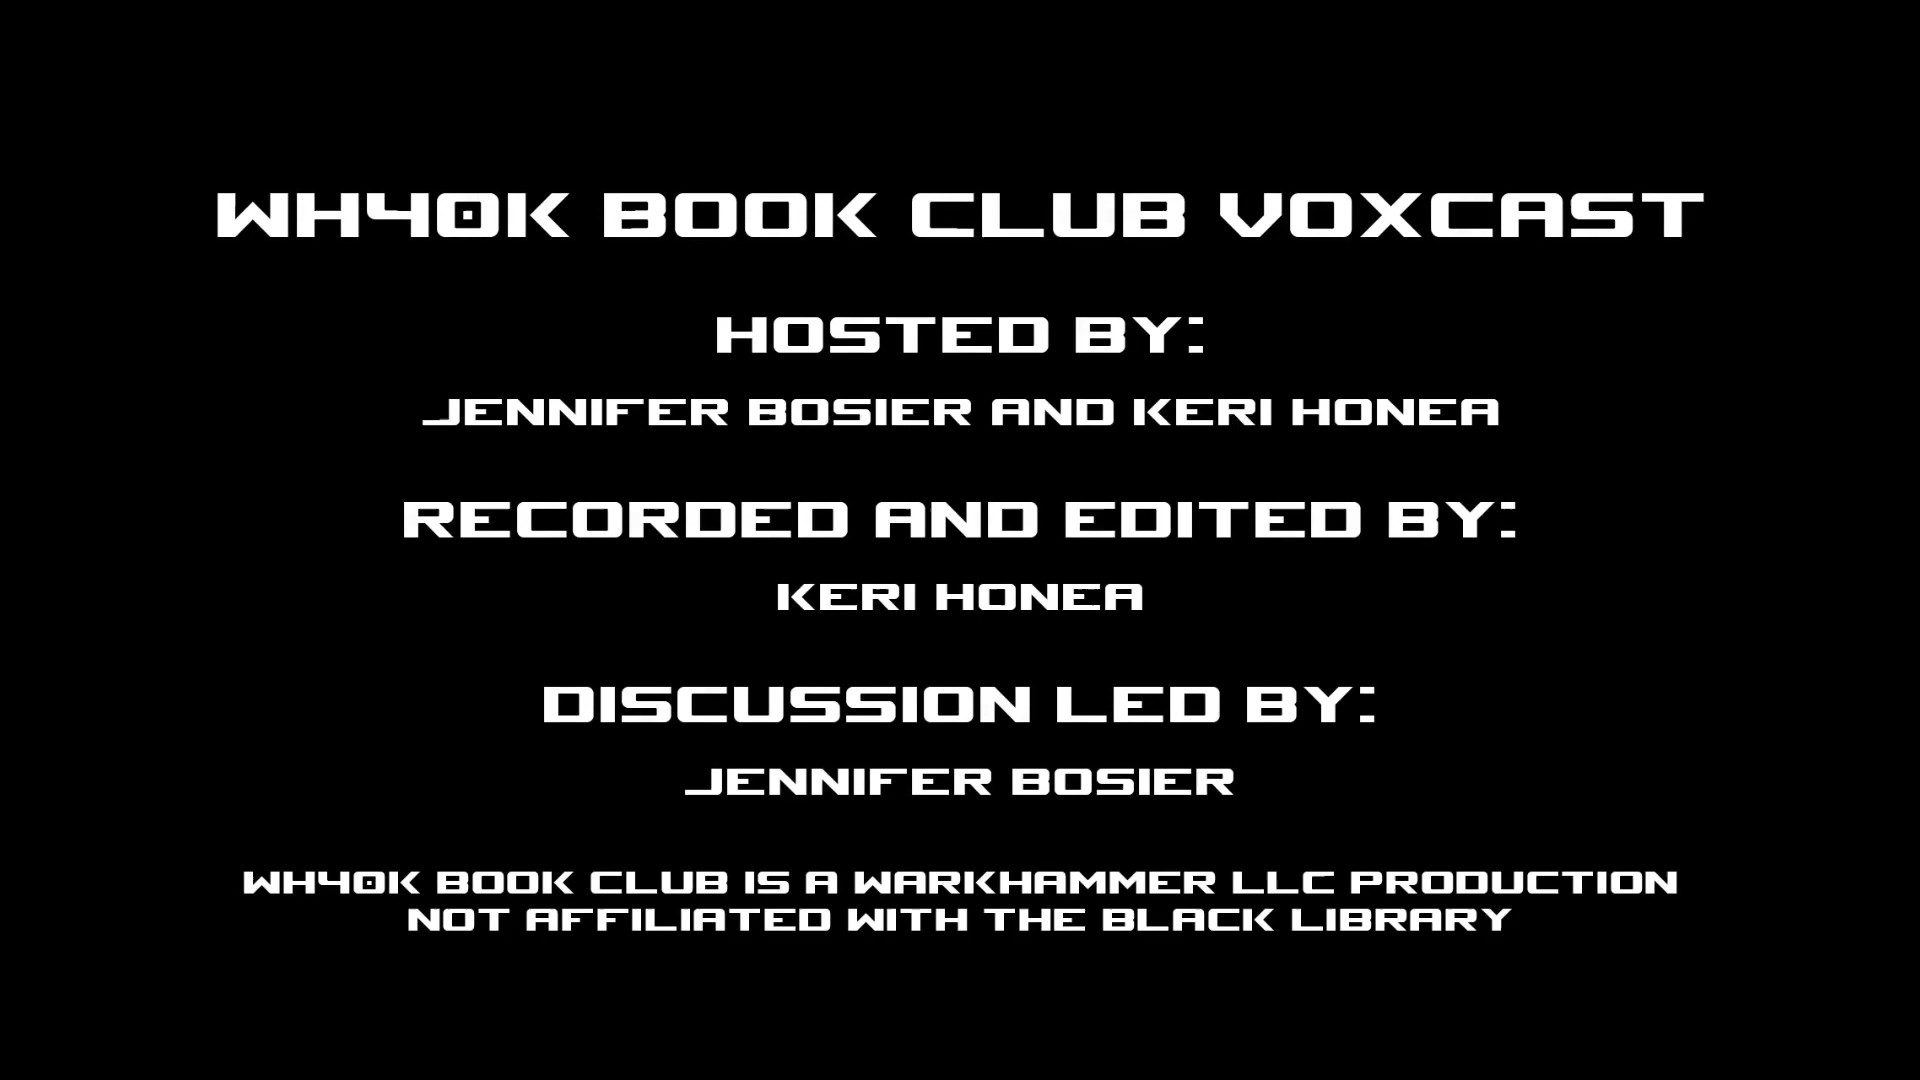 WH40K BOOK CLUB VOXCAST
HOSTED BY:
JENNIFER BOSIER AND KERI HONEA
RECORDED AND EDITED BY:
KERI HONEA
DISCUSSION LED BY:
JENNIFER BOSIER
WH40K BOOK CLUB IS A WARKHAMMER LLC PRODUCTION
NOT AFFILIATED WITH THE BLACK LIBRARY